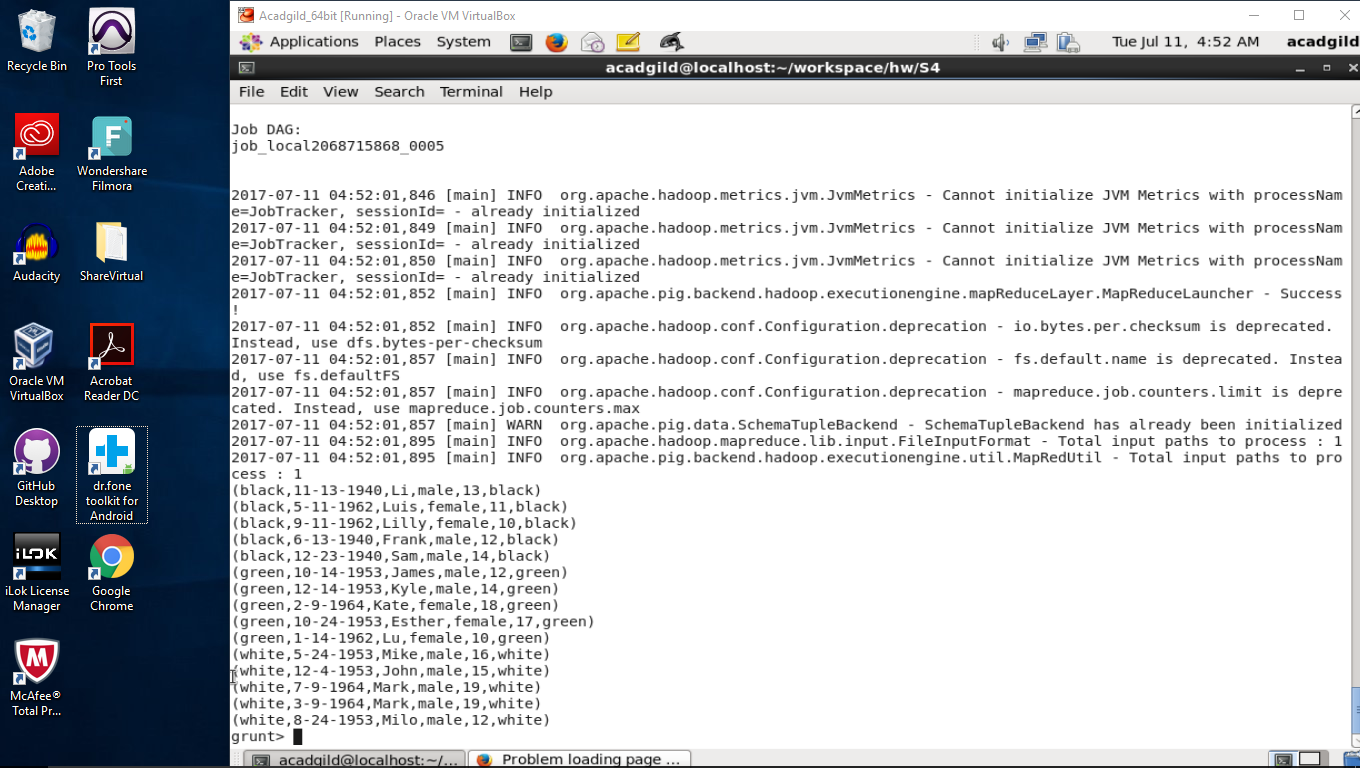 Recycle Bin
Pro Tools
First
Adobe
Creati...
Wondershare
Filmora
Audacity
ShareVirtual
Oracle VM
VirtualBox
Acrobat
Reader DC
GitHub
Desktop
dr.fone
toolkit for
Android
iLOK
iLok License
Manager
Google
Chrome
McAfee®
Total Pr...
Acadgild_64bit [Running] - Oracle VM VirtualBox
Applications Places System Tue Jul 11, 4:52 AM acadgild
acadgild@localhost:~/workspace/hw/S4
File Edit View Search Terminal Help
Job DAG:
job_local2068715868_0005
2017-07-11 04:52:01,846 [main] INFO  org.apache.hadoop.metrics.jvm.JvmMetrics - Cannot initialize JVM Metrics with processNam
e=JobTracker, sessionId= - already initialized
2017-07-11 04:52:01,849 [main] INFO  org.apache.hadoop.metrics.jvm.JvmMetrics - Cannot initialize JVM Metrics with processNam
e=JobTracker, sessionId= - already initialized
2017-07-11 04:52:01,850 [main] INFO  org.apache.hadoop.metrics.jvm.JvmMetrics - Cannot initialize JVM Metrics with processNam
e=JobTracker, sessionId= - already initialized
2017-07-11 04:52:01,852 [main] INFO  org.apache.pig.backend.hadoop.executionengine.mapReduceLayer.MapReduceLauncher - Success
!
2017-07-11 04:52:01,852 [main] INFO  org.apache.hadoop.conf.Configuration.deprecation - io.bytes.per.checksum is deprecated.
Instead, use dfs.bytes-per-checksum
2017-07-11 04:52:01,857 [main] INFO  org.apache.hadoop.conf.Configuration.deprecation - fs.default.name is deprecated. Instea
d, use fs.defaultFS
2017-07-11 04:52:01,857 [main] INFO  org.apache.hadoop.conf.Configuration.deprecation - mapreduce.job.counters.limit is depre
cated. Instead, use mapreduce.job.counters.max
2017-07-11 04:52:01,857 [main] WARN  org.apache.pig.data.SchemaTupleBackend - SchemaTupleBackend has already been initialized
2017-07-11 04:52:01,895 [main] INFO  org.apache.hadoop.mapreduce.lib.input.FileInputFormat - Total input paths to process : 1
2017-07-11 04:52:01,895 [main] INFO  org.apache.pig.backend.hadoop.executionengine.util.MapRedUtil - Total input paths to pro
cess : 1
(black,11-13-1940,Li,male,13,black)
(black,5-11-1962,Luis,female,11,black)
(black,9-11-1962,Lilly,female,10,black)
(black,6-13-1940,Frank,male,12,black)
(black,12-23-1940,Sam,male,14,black)
(green,10-14-1953,James,male,12,green)
(green,12-14-1953,Kyle,male,14,green)
(green,2-9-1964,Kate,female,18,green)
(green,10-24-1953,Esther,female,17,green)
(green,1-14-1962,Lu,female,10,green)
(white,5-24-1953,Mike,male,16,white)
(white,12-4-1953,John,male,15,white)
(white,7-9-1964,Mark,male,19,white)
(white,3-9-1964,Mark,male,19,white)
(white,8-24-1953,Milo,male,12,white)
grunt>
acadgild@localhost:~/... Problem loading page ...